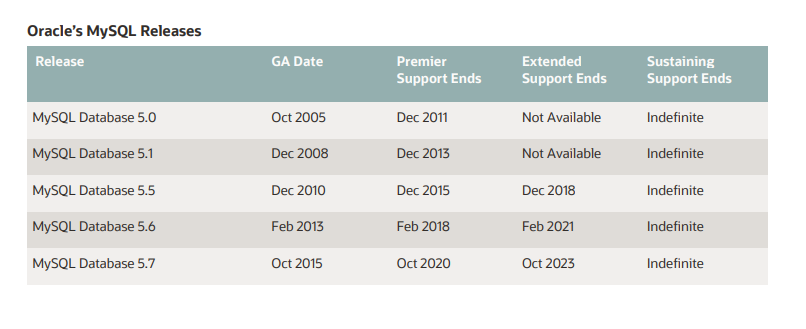 Oracle's MySQL Releases
Release GA Date Premier Support Ends Extended Support Ends Sustaining Support Ends
MySQL Database 5.0 Oct 2005 Dec 2011 Not Available Indefinite
MySQL Database 5.1 Dec 2008 Dec 2013 Not Available Indefinite
MySQL Database 5.5 Dec 2010 Dec 2015 Dec 2018 Indefinite
MySQL Database 5.6 Feb 2013 Feb 2018 Feb 2021 Indefinite
MySQL Database 5.7 Oct 2015 Oct 2020 Oct 2023 Indefinite